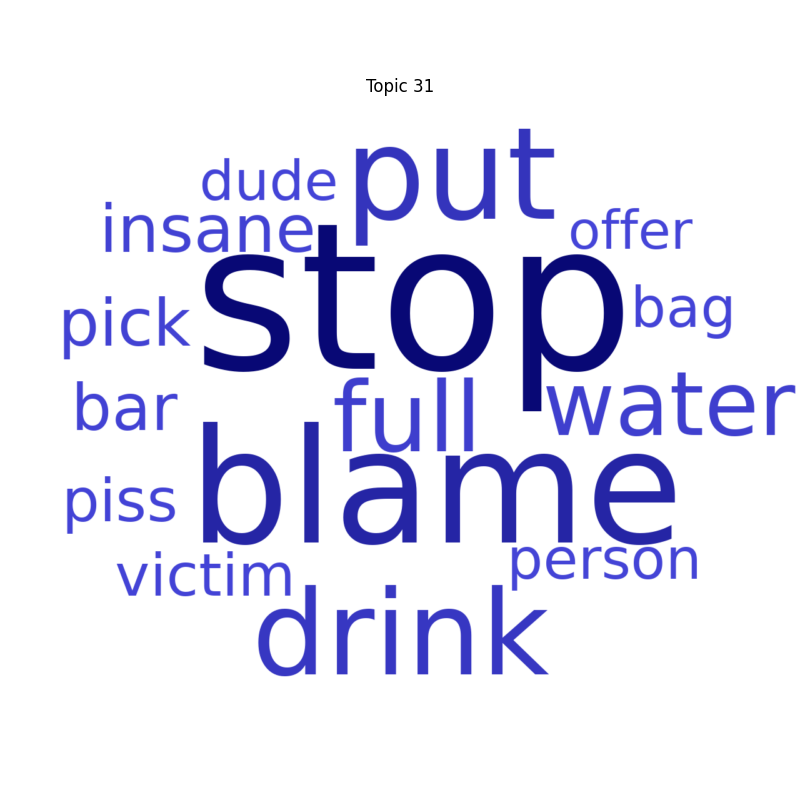 Topic 31
dude put
insane offer
stop
pick bag
bar full water
blame
piss
victim person
drink